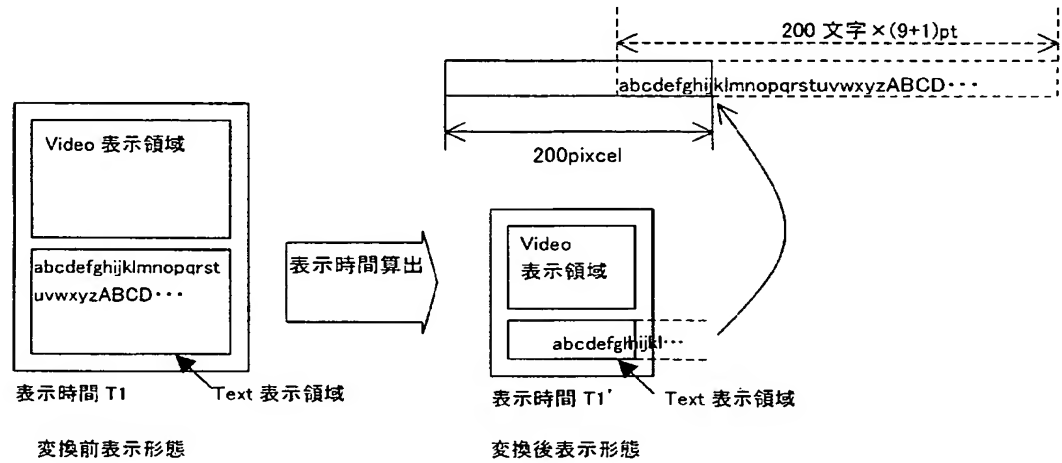 200 文字×(9+1)pt
abcdefghijklmnopqrstuvwxyzABCD・・・
200pixcel
Video 表示領域
abcdefghijklmnopqrst
uvwxyzABCD・・・
表示時間算出
Video
表示領域
abcdefghijkl・・・
表示時間 T1
Text 表示領域
表示時間 T1'
Text 表示領域
変換前表示形態
変換後表示形態